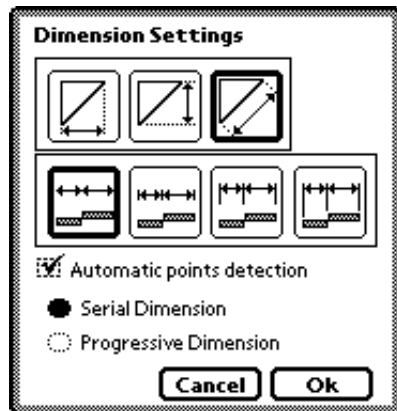 Dimension Settings
Automatic points detection
Serial Dimension
Progressive Dimension
Cancel Ok